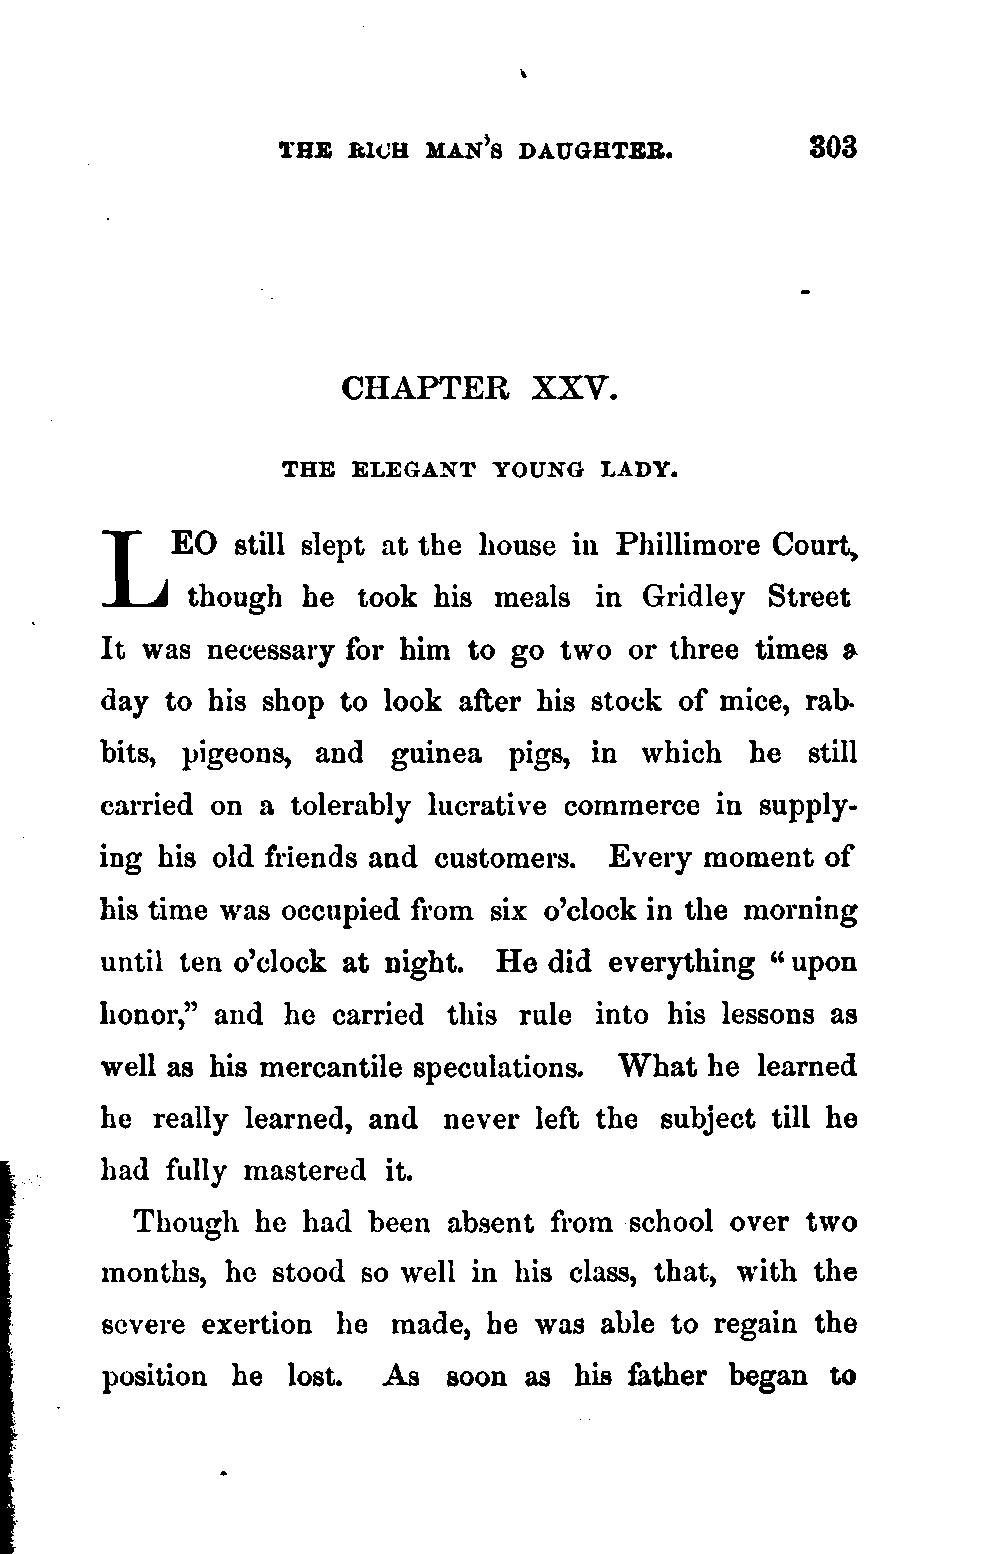 THE RICH MAN'S DAUGHTER. 303
CHAPTER XXV.
THE ELEGANT YOUNG LADY.
LEO still slept at the house in Phillimore Court,
though he took his meals in Gridley Street
It was necessary for him to go two or three times a
day to his shop to look after his stock of mice, rab-
bits, pigeons, and guinea pigs, in which he still
carried on a tolerably lucrative commerce in supply-
ing his old friends and customers. Every moment of
his time was occupied from six o'clock in the morning
until ten o'clock at night. He did everything “upon
honor,” and he carried this rule into his lessons as
well as his mercantile speculations. What he learned
he really learned, and never left the subject till he
had fully mastered it.
Though he had been absent from school over two
months, he stood so well in his class, that, with the
severe exertion he made, he was able to regain the
position he lost. As soon as his father began to